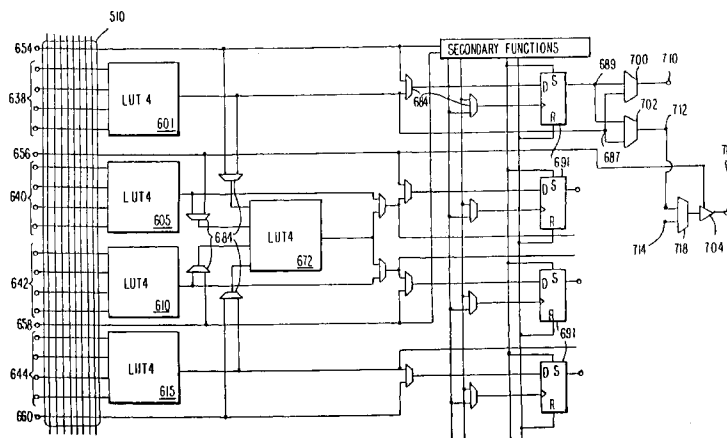 510
654
SECONDARY FUNCTIONS
700
710
689
638
LUT 4
601
684
D S
R
702
712
687
656
691
640
LUT4
605
D S
R
684
LUT4
672
714
718
704
642
LUT4
610
D S
R
658
691
644
LUT4
615
D S
R
660